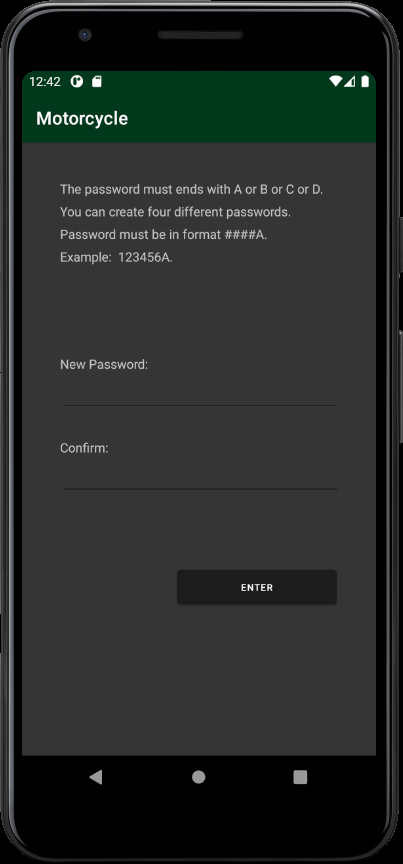 12:42
Motorcycle
The password must ends with A or B or C or D.
You can create four different passwords.
Password must be in format ####A.
Example:  123456A.
New Password:
Confirm:
ENTER